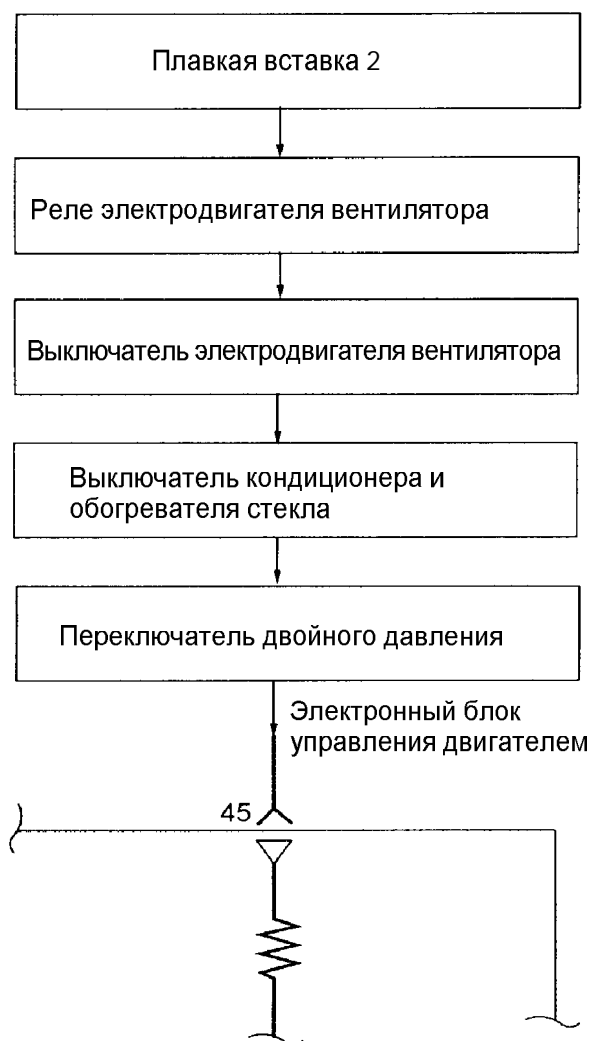 Плавкая вставка 2
Реле электродвигателя вентилятора
Выключатель электродвигателя вентилятора
Выключатель кондиционера и
обогревателя стекла
Переключатель двойного давления
Электронный блок
управления двигателем
45